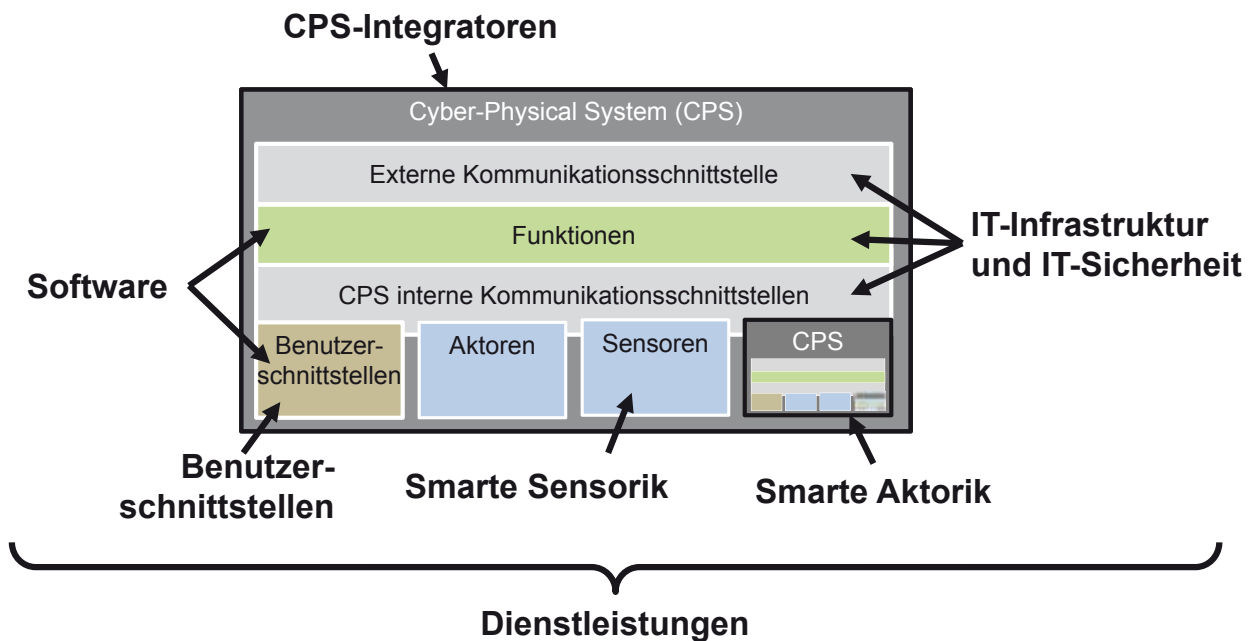 CPS-Integratoren
Cyber-Physical System (CPS)
Externe Kommunikationsschnittstelle
Funktionen
IT-Infrastruktur
und IT-Sicherheit
Software
CPS interne Kommunikationsschnittstellen
Benutzer-
schnittstellen
Aktoren
Sensoren
CPS
Benutzer-
schnittstellen
Smarte Sensorik
Smarte Aktorik
Dienstleistungen